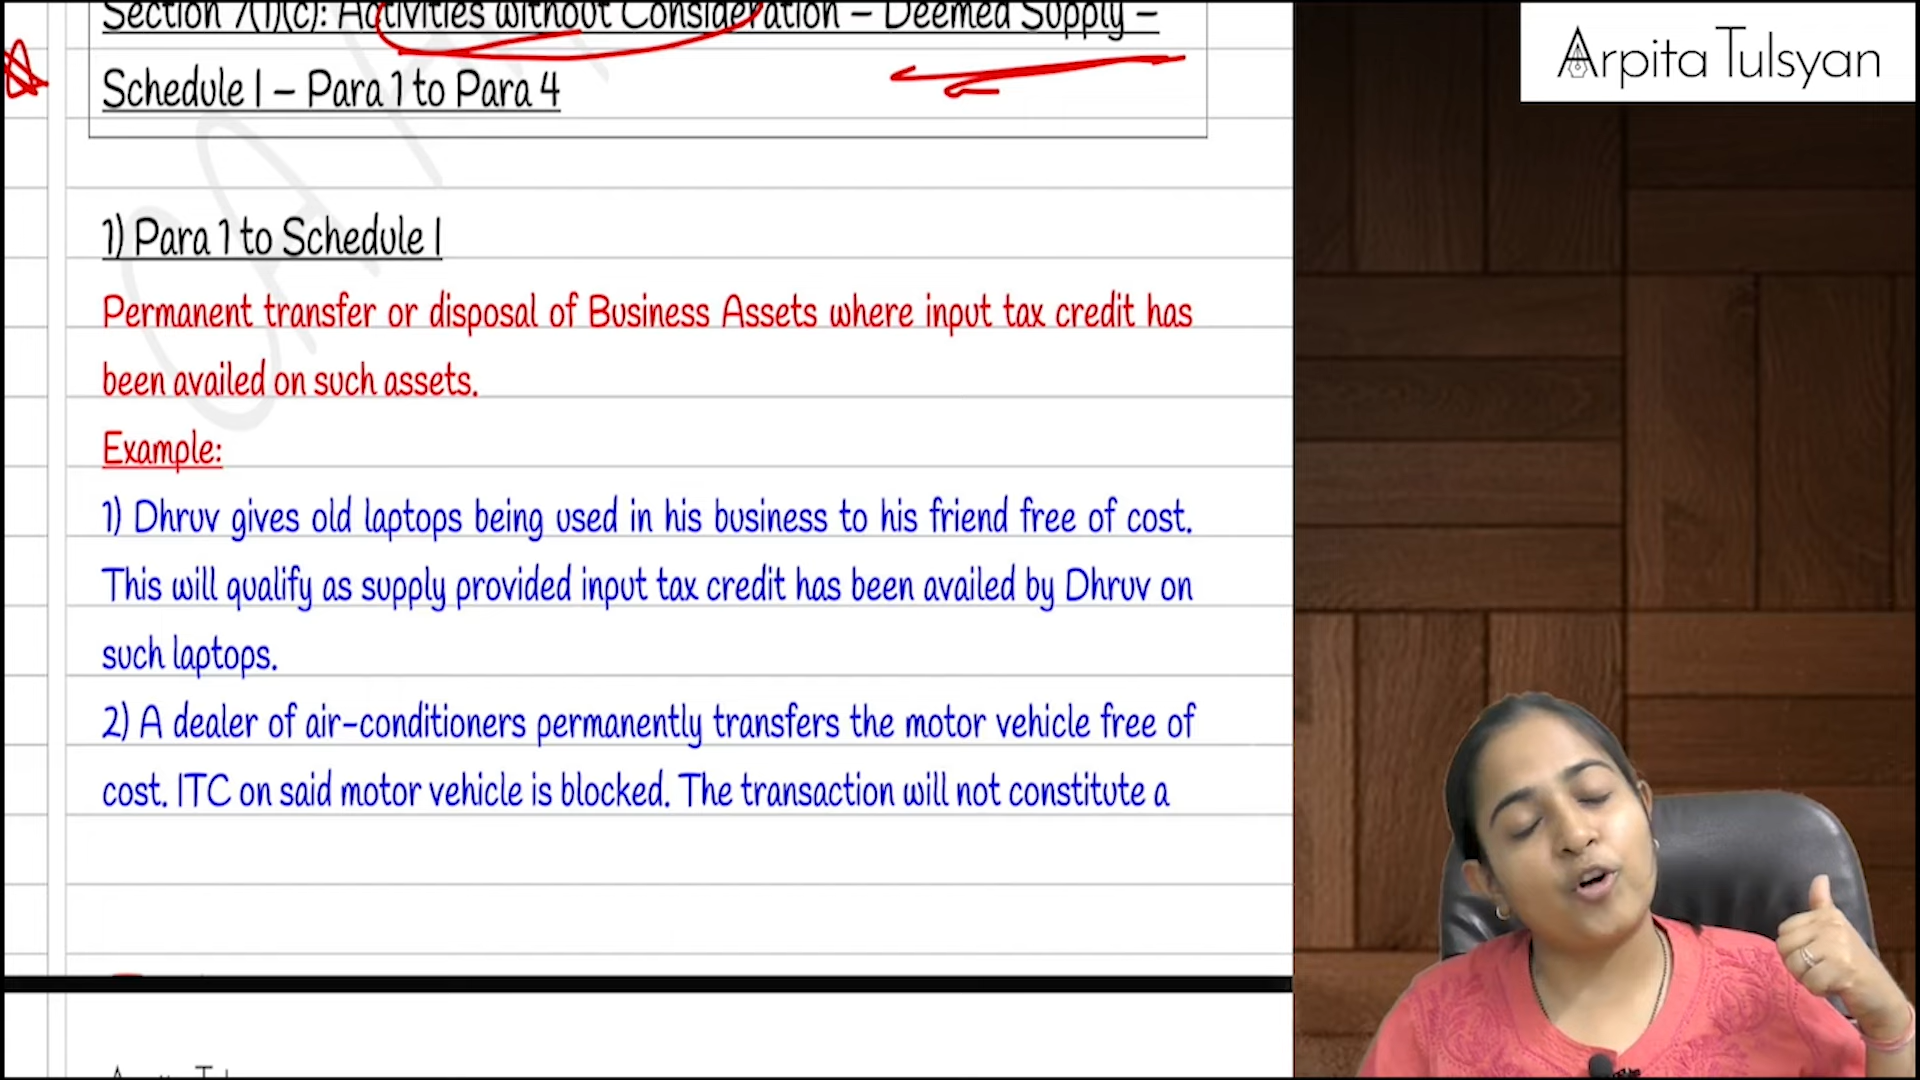 Section 7(1)(c): Activities without Consideration – Deemed Supply –
Schedule I – Para 1 to Para 4
Arpita Tulsyan
1) Para 1 to Schedule I
Permanent transfer or disposal of Business Assets where input tax credit has
been availed on such assets.
Example:
1) Dhruv gives old laptops being used in his business to his friend free of cost.
This will qualify as supply provided input tax credit has been availed by Dhruv on
such laptops.
2) A dealer of air-conditioners permanently transfers the motor vehicle free of
cost. ITC on said motor vehicle is blocked. The transaction will not constitute a